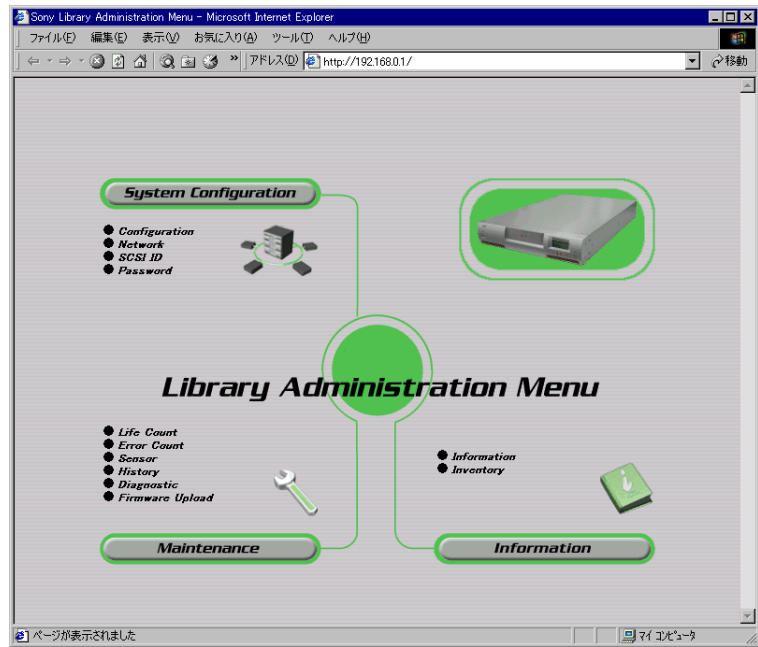 Sony Library Administration Menu - Microsoft Internet Explorer
ファイル(F) 編集(E) 表示(V) お気に入り(A) ツール(T) ヘルプ(H)
» アドレス(D) http://192.168.0.1/ 移動
System Configuration
Configuration
Network
SCSI ID
Password
Library Administration Menu
Life Count
Error Count
Sensor
History
Diagnostic
Firmware Upload
Information
Inventory
Maintenance
Information
ページが表示されました マイ コンピュータ